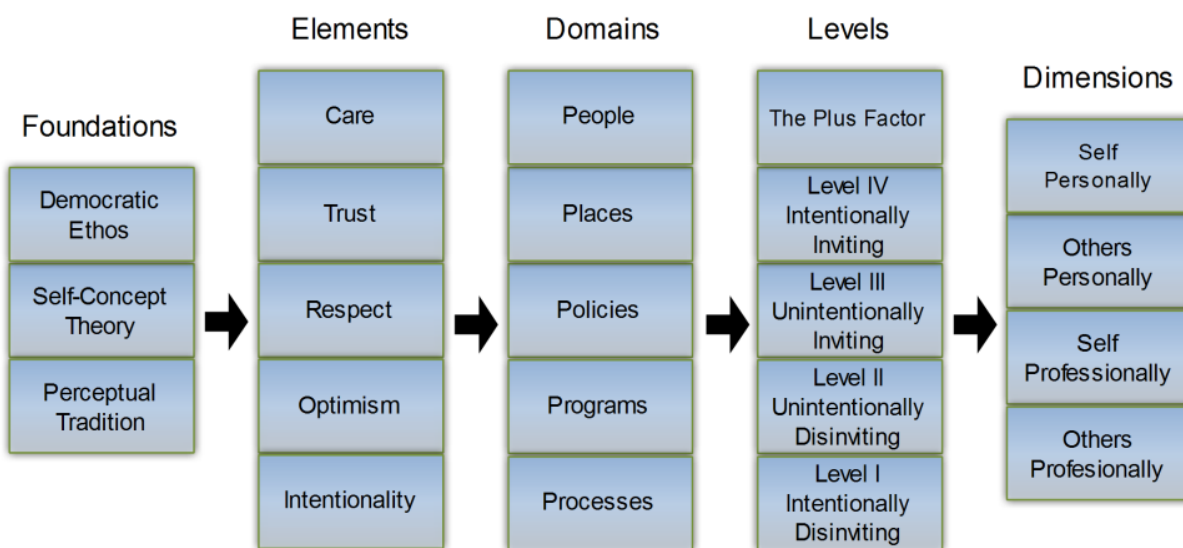 Foundations
Democratic
Ethos
Self-Concept
Theory
Perceptual
Tradition
Elements
Care
Trust
Respect
Optimism
Intentionality
Domains
People
Places
Policies
Programs
Processes
Levels
The Plus Factor
Level IV
Intentionally
Inviting
Level III
Unintentionally
Inviting
Level II
Unintentionally
Disinviting
Level I
Intentionally
Disinviting
Dimensions
Self
Personally
Others
Personally
Self
Professionally
Others
Profesionally